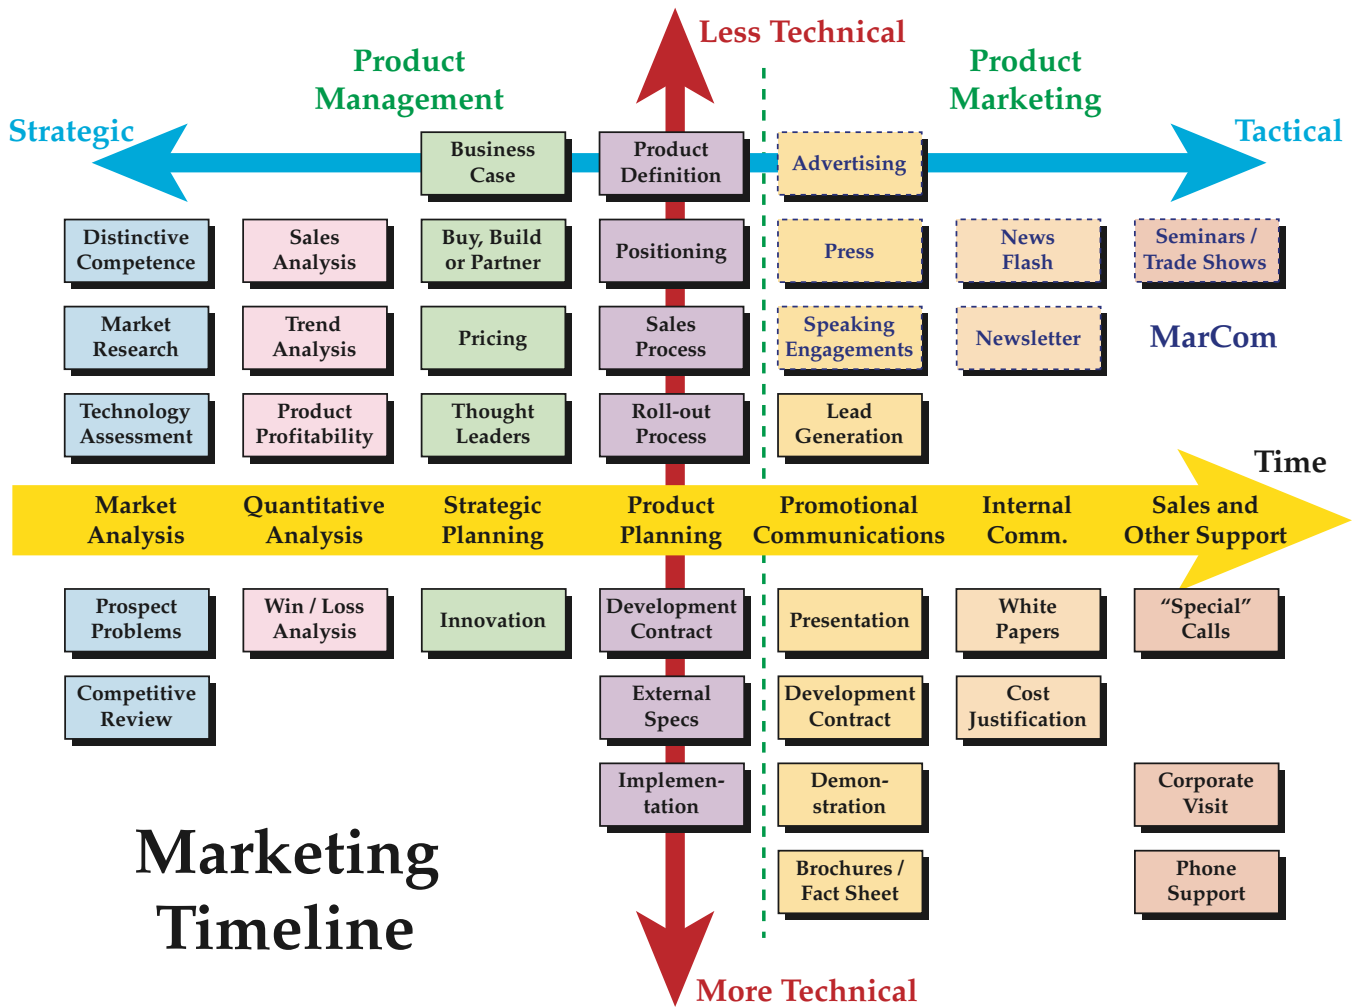 Less Technical
Product
Management
Product
Marketing
Strategic
Tactical
Business
Case
Product
Definition
Advertising
Distinctive
Competence
Sales
Analysis
Buy, Build
or Partner
Positioning
Press
News
Flash
Seminars /
Trade Shows
Market
Research
Trend
Analysis
Pricing
Sales
Process
Speaking
Engagements
Newsletter
MarCom
Technology
Assessment
Product
Profitability
Thought
Leaders
Roll-out
Process
Lead
Generation
Time
Market
Analysis
Quantitative
Analysis
Strategic
Planning
Product
Planning
Promotional
Communications
Internal
Comm.
Sales and
Other Support
Prospect
Problems
Win / Loss
Analysis
Innovation
Development
Contract
Presentation
White
Papers
“Special”
Calls
Competitive
Review
External
Specs
Development
Contract
Cost
Justification
Implemen-
tation
Demon-
stration
Corporate
Visit
Brochures /
Fact Sheet
Phone
Support
Marketing
Timeline
More Technical